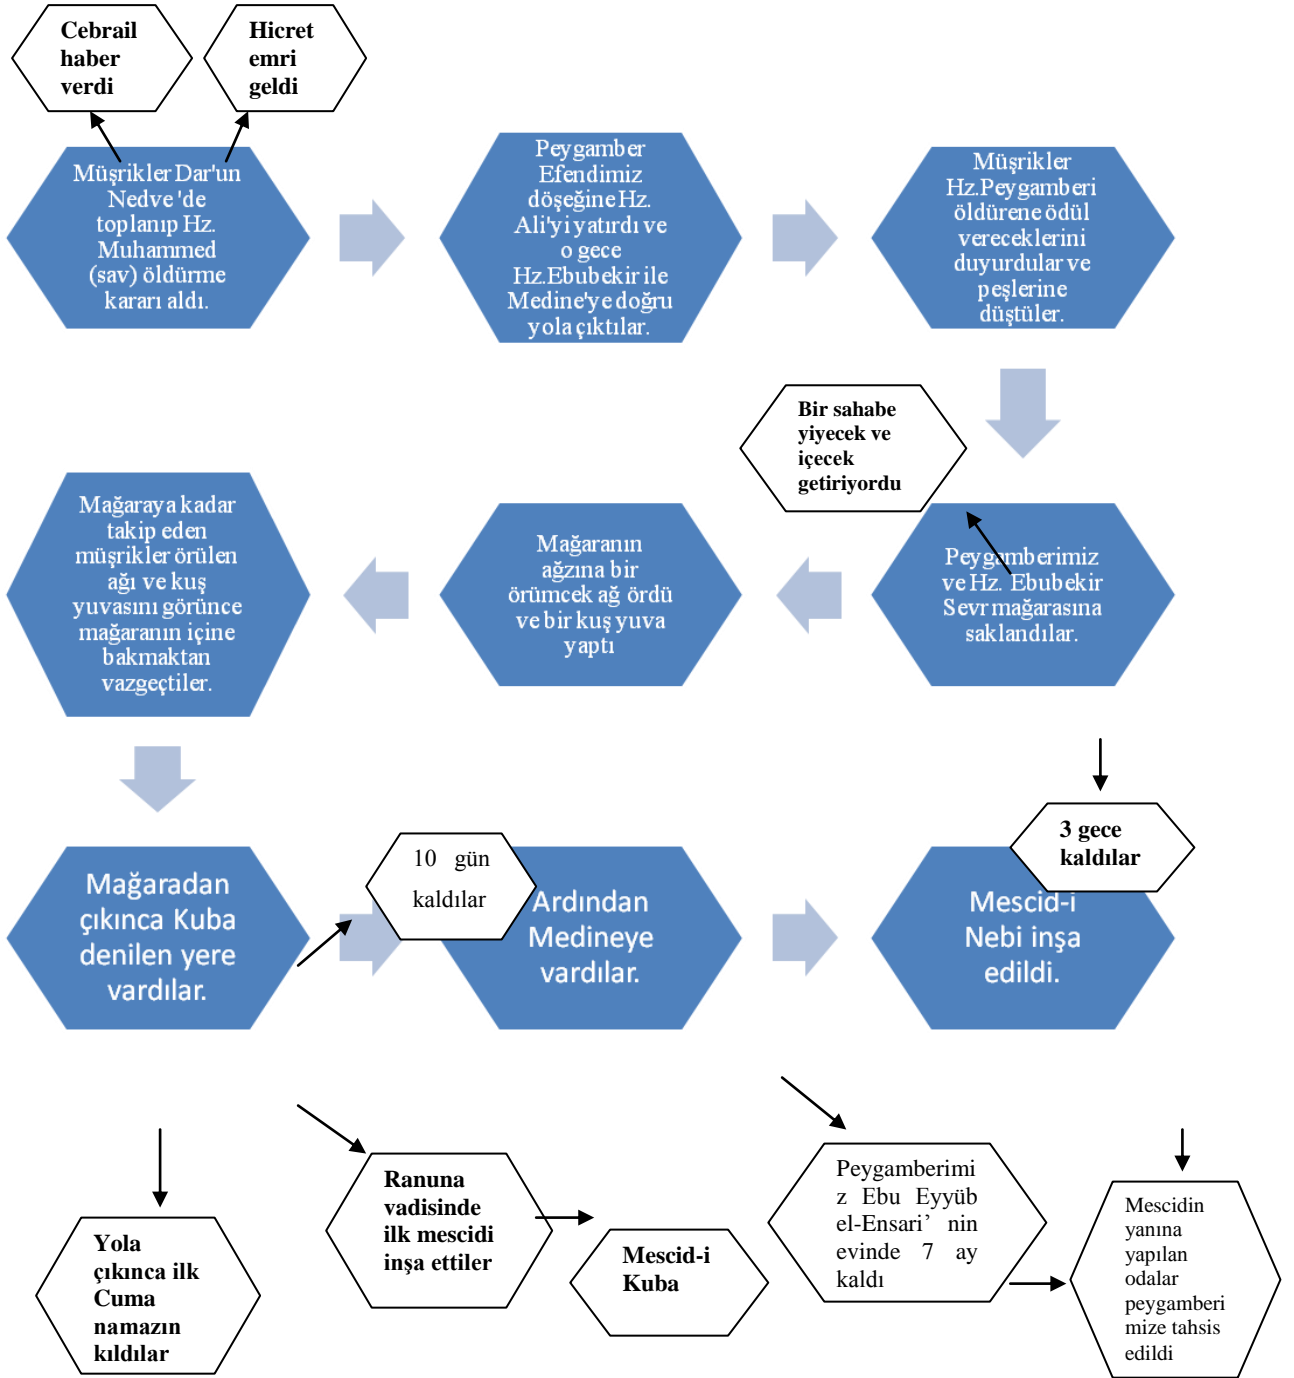 Cebrail
haber
verdi
Hicret
emri
geldi
Müşrikler Dar'un
Nedve 'de
toplanıp Hz.
Muhammed
(sav) öldürme
kararı aldı.
Peygamber
Efendimiz
döşeğine Hz.
Ali'yi yatırdı ve
o gece
Hz.Ebubekir ile
Medine'ye doğru
yola çıktılar.
Müşrikler
Hz.Peygamberi
öldürene ödül
vereceklerini
duyurdular ve
peşlerine
düştüler.
Bir sahabe
yiyecek ve
içecek
getiriyordu
Peygamberimiz
ve Hz. Ebubekir
Sevr mağarasına
saklandılar.
Mağaranın
ağzına bir
örümcek ağ ördü
ve bir kuş yuva
yaptı
Mağaraya kadar
takip eden
müşrikler örülen
ağı ve kuş
yuvasını görünce
mağaranın içine
bakmaktan
vazgeçtiler.
3 gece
kaldılar
Mağaradan
çıkınca Kuba
denilen yere
vardılar.
10 gün
kaldılar
Ardından
Medineye
vardılar.
Mescid-i
Nebi inşa
edildi.
Yola
çıkınca ilk
Cuma
namazın
kıldılar
Ranuna
vadisinde
ilk mescidi
inşa ettiler
Mescid-i
Kuba
Peygamberimi
z Ebu Eyyüb
el-Ensari’ nin
evinde 7 ay
kaldı
Mescidin
yanına
yapılan
odalar
peygamberi
mize tahsis
edildi